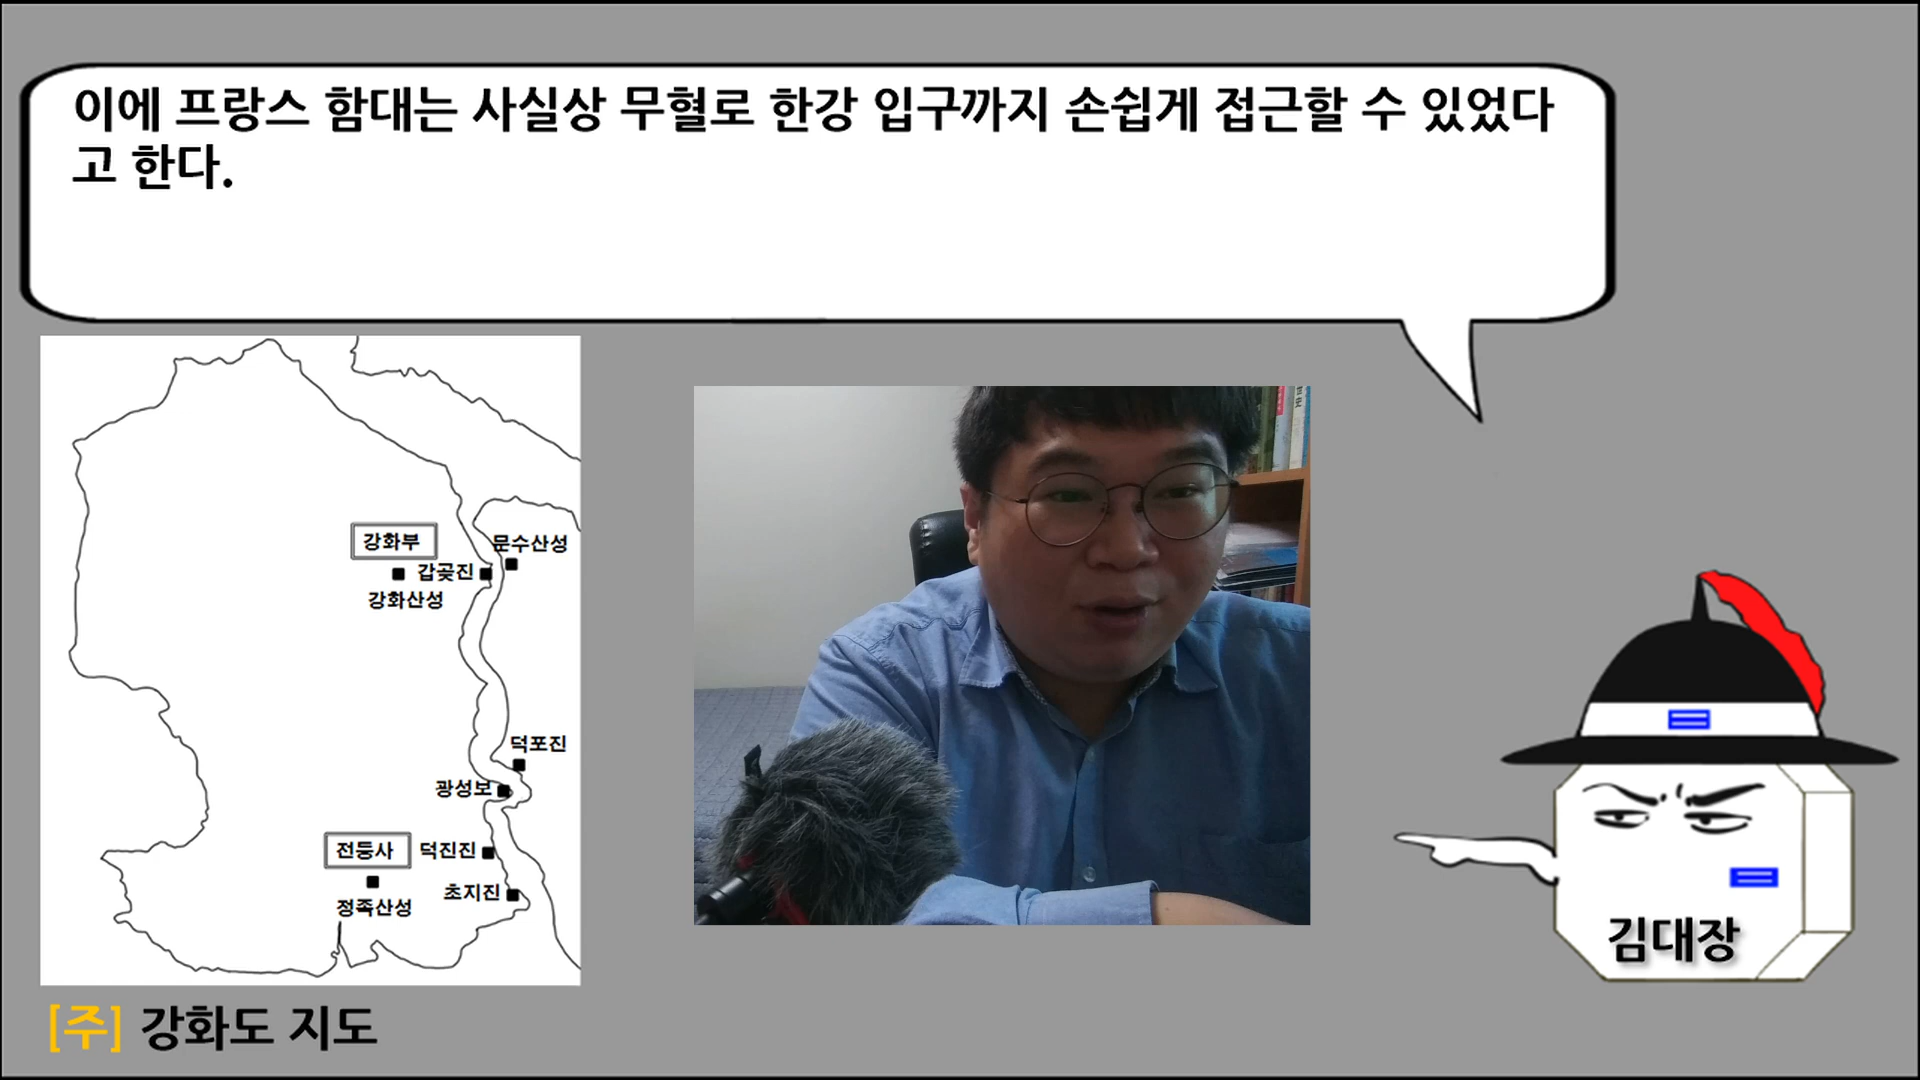 이에 프랑스 함대는 사실상 무혈로 한강 입구까지 손쉽게 접근할 수 있었다
고 한다.
강화부
문수산성
갑곶진
강화산성
덕포진
광성보
전등사
덕진진
초지진
정족산성
김대장
[주] 강화도 지도